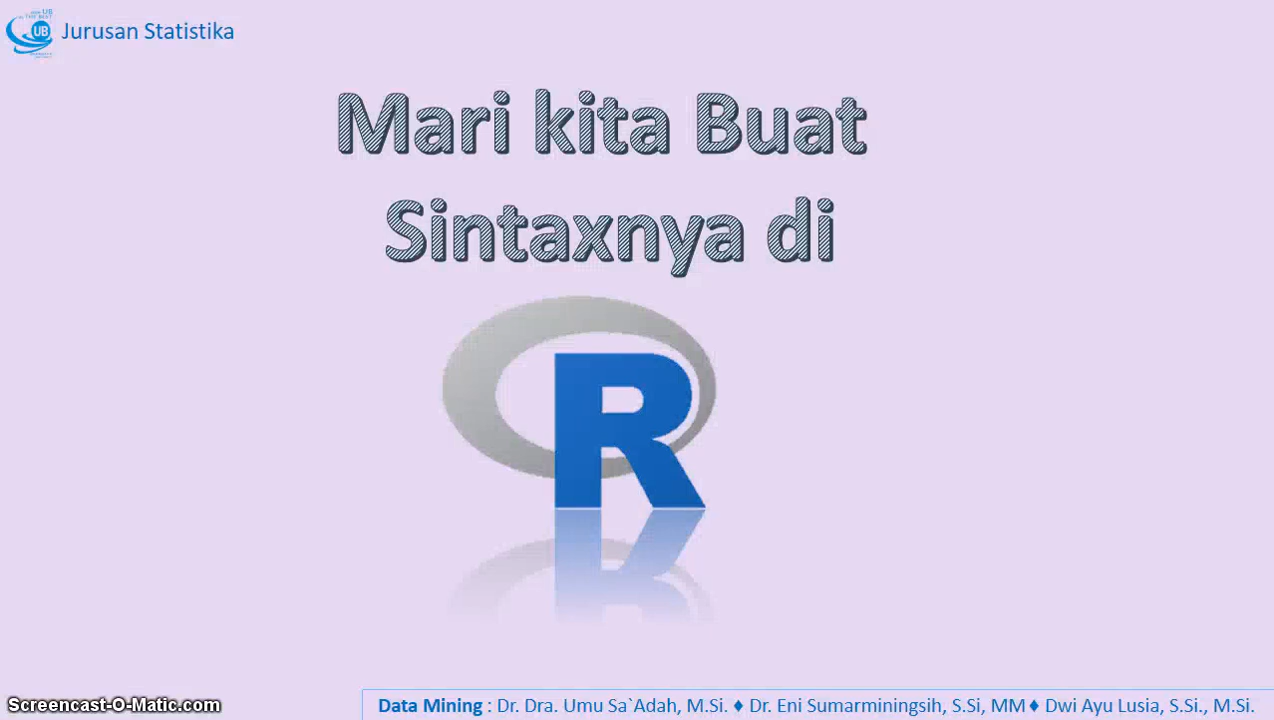 UB
Jurusan Statistika
Mari kita Buat
Sintaxnya di
R
Screencast-O-Matic.com
Data Mining : Dr. Dra. Umu Sa`Adah, M.Si. ♦ Dr. Eni Sumarminingsih, S.Si, MM♦ Dwi Ayu Lusia, S.Si., M.Si.